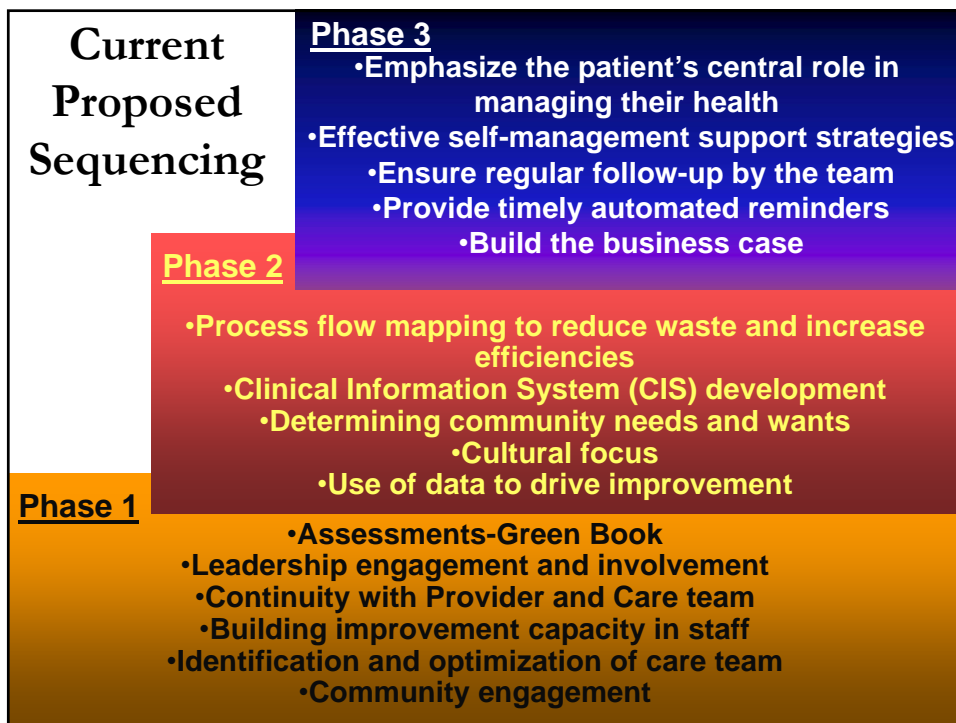 Current
Proposed
Sequencing
Phase 3
•Emphasize the patient’s central role in
managing their health
•Effective self-management support strategies
•Ensure regular follow-up by the team
•Provide timely automated reminders
•Build the business case
Phase 2
•Process flow mapping to reduce waste and increase
efficiencies
•Clinical Information System (CIS) development
•Determining community needs and wants
•Cultural focus
•Use of data to drive improvement
Phase 1
•Assessments-Green Book
•Leadership engagement and involvement
•Continuity with Provider and Care team
•Building improvement capacity in staff
•Identification and optimization of care team
•Community engagement